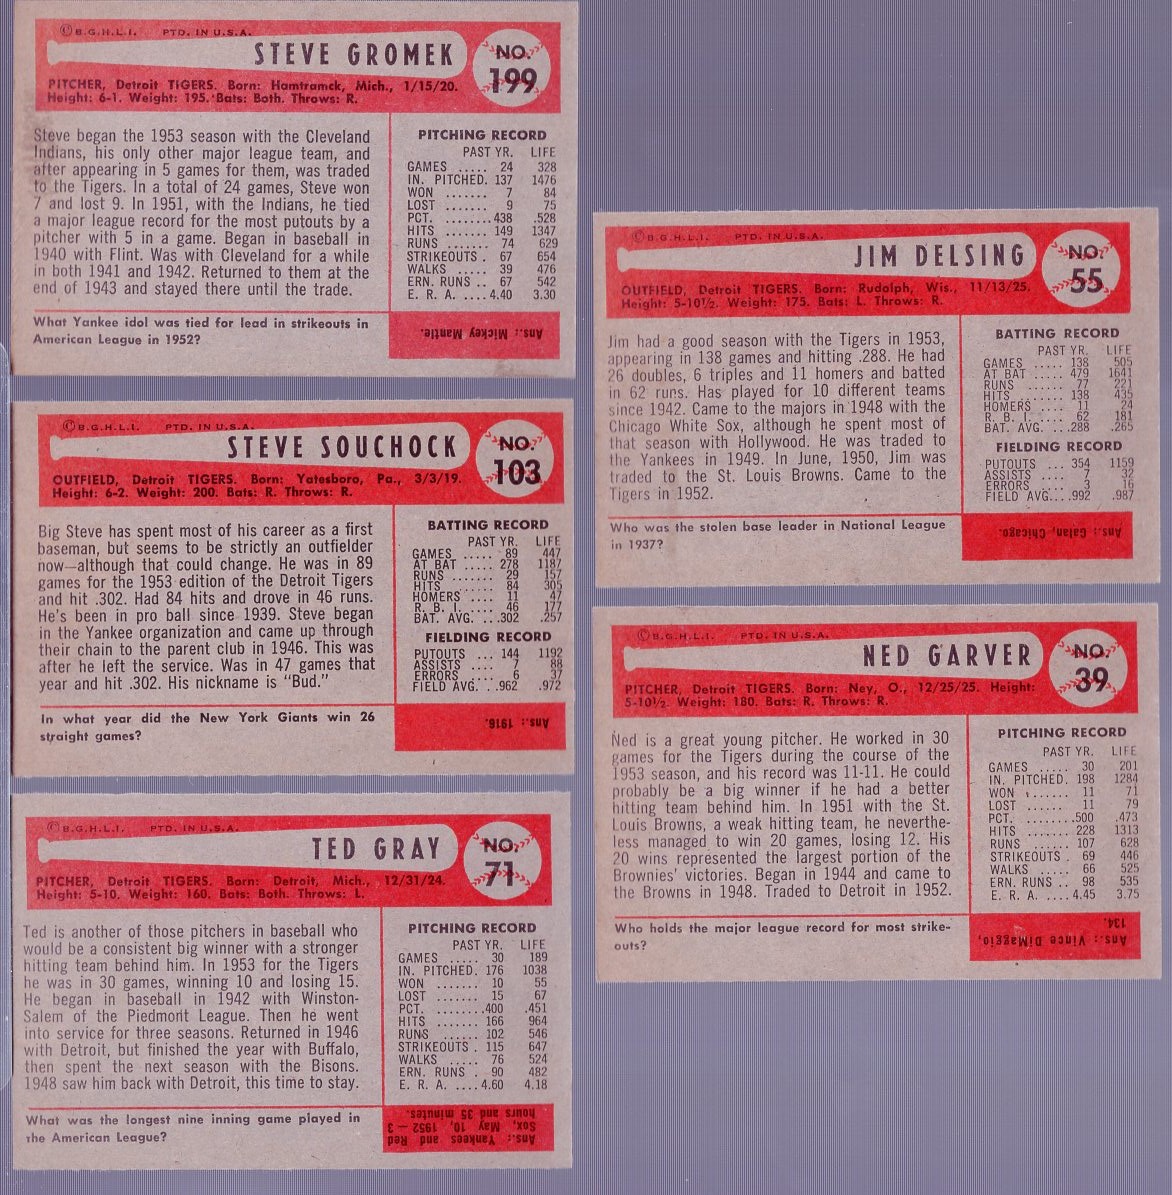 ©B.G.H.L.I. PTD. IN U.S.A.
STEVE GROMEK
NO. 199
PITCHER, Detroit TIGERS. Born: Hamtramck, Mich., 1/15/20.
Height: 6-1. Weight: 195. Bats: Both. Throws: R.
Steve began the 1953 season with the Cleveland
Indians, his only other major league team, and
after appearing in 5 games for them, was traded
to the Tigers. In a total of 24 games, Steve won
7 and lost 9. In 1951, with the Indians, he tied
a major league record for the most putouts by a
pitcher with 5 in a game. Began in baseball in
1940 with Flint. Was with Cleveland for a while
in both 1941 and 1942. Returned to them at the
end of 1943 and stayed there until the trade.
PITCHING RECORD
PAST YR. LIFE
GAMES ..... 24 328
IN. PITCHED. 137 1476
WON ....... 7 84
LOST ....... 9 75
PCT. ........438 .528
HITS ....... 149 1347
RUNS ....... 74 629
STRIKEOUTS . 67 654
WALKS ..... 39 476
ERN. RUNS .. 67 542
E. R. A. .... 4.40 3.30
What Yankee idol was tied for lead in strikeouts in
American League in 1952?
Ans.: Mickey Mantle.
©B.G.H.L.I. PTD. IN U.S.A.
STEVE SOUCHOCK
NO. 103
OUTFIELD, Detroit TIGERS. Born: Yatesboro, Pa., 3/3/19.
Height: 6-2. Weight: 200. Bats: R. Throws: R.
Big Steve has spent most of his career as a first
baseman, but seems to be strictly an outfielder
now—although that could change. He was in 89
games for the 1953 edition of the Detroit Tigers
and hit .302. Had 84 hits and drove in 46 runs.
He's been in pro ball since 1939. Steve began
in the Yankee organization and came up through
their chain to the parent club in 1946. This was
after he left the service. Was in 47 games that
year and hit .302. His nickname is "Bud."
BATTING RECORD
PAST YR. LIFE
GAMES ..... 89 447
AT BAT ..... 278 1187
RUNS ....... 29 157
HITS ....... 84 305
HOMERS .... 11 47
R. B. I. .... 46 177
BAT. AVG. ...302 .257
FIELDING RECORD
PUTOUTS ... 144 1192
ASSISTS .... 7 88
ERRORS .... 6 37
FIELD AVG. ..962 .972
In what year did the New York Giants win 26
straight games?
Ans.: 1916.
©B.G.H.L.I. PTD. IN U.S.A.
TED GRAY
NO. 71
PITCHER, Detroit TIGERS. Born: Detroit, Mich., 12/31/24.
Height: 5-10. Weight: 160. Bats: Both. Throws: L.
Ted is another of those pitchers in baseball who
would be a consistent big winner with a stronger
hitting team behind him. In 1953 for the Tigers
he was in 30 games, winning 10 and losing 15.
He began in baseball in 1942 with Winston-
Salem of the Piedmont League. Then he went
into service for three seasons. Returned in 1946
with Detroit, but finished the year with Buffalo,
then spent the next season with the Bisons.
1948 saw him back with Detroit, this time to stay.
PITCHING RECORD
PAST YR. LIFE
GAMES ..... 30 189
IN. PITCHED. 176 1038
WON ....... 10 55
LOST ....... 15 67
PCT. ........400 .451
HITS ....... 166 964
RUNS ...... 102 546
STRIKEOUTS . 115 647
WALKS ..... 76 524
ERN. RUNS . 90 482
E. R. A. .... 4.60 4.18
What was the longest nine inning game played in
the American League?
Ans.: Yankees and Red
Sox, May 10, 1952 — 3
hours and 35 minutes.
©B.G.H.L.I. PTD. IN U.S.A.
JIM DELSING
NO. 55
OUTFIELD, Detroit TIGERS. Born: Rudolph, Wis., 11/13/25.
Height: 5-10½. Weight: 175. Bats: L. Throws: R.
Jim had a good season with the Tigers in 1953,
appearing in 138 games and hitting .288. He had
26 doubles, 6 triples and 11 homers and batted
in 62 runs. Has played for 10 different teams
since 1942. Came to the majors in 1948 with the
Chicago White Sox, although he spent most of
that season with Hollywood. He was traded to
the Yankees in 1949. In June, 1950, Jim was
traded to the St. Louis Browns. Came to the
Tigers in 1952.
BATTING RECORD
PAST YR. LIFE
GAMES ..... 138 505
AT BAT ..... 479 1641
RUNS ....... 77 221
HITS ....... 138 435
HOMERS .... 11 24
R. B. I. .... 62 181
BAT. AVG. ...288 .265
FIELDING RECORD
PUTOUTS ... 354 1159
ASSISTS .... 7 32
ERRORS .... 3 16
FIELD AVG. ..992 .987
Who was the stolen base leader in National League
in 1937?
Ans.: Galan, Chicago.
©B.G.H.L.I. PTD. IN U.S.A.
NED GARVER
NO. 39
PITCHER, Detroit TIGERS. Born: Ney, O., 12/25/25. Height:
5-10½. Weight: 180. Bats: R. Throws: R.
Ned is a great young pitcher. He worked in 30
games for the Tigers during the course of the
1953 season, and his record was 11-11. He could
probably be a big winner if he had a better
hitting team behind him. In 1951 with the St.
Louis Browns, a weak hitting team, he neverthe-
less managed to win 20 games, losing 12. His
20 wins represented the largest portion of the
Brownies' victories. Began in 1944 and came to
the Browns in 1948. Traded to Detroit in 1952.
PITCHING RECORD
PAST YR. LIFE
GAMES ..... 30 201
IN. PITCHED. 198 1284
WON ....... 11 71
LOST ....... 11 79
PCT. ........500 .473
HITS ....... 228 1313
RUNS ...... 107 628
STRIKEOUTS . 69 446
WALKS ..... 66 525
ERN. RUNS .. 98 535
E. R. A. .... 4.45 3.75
Who holds the major league record for most strike-
outs?
Ans.: Vince DiMaggio,
134.